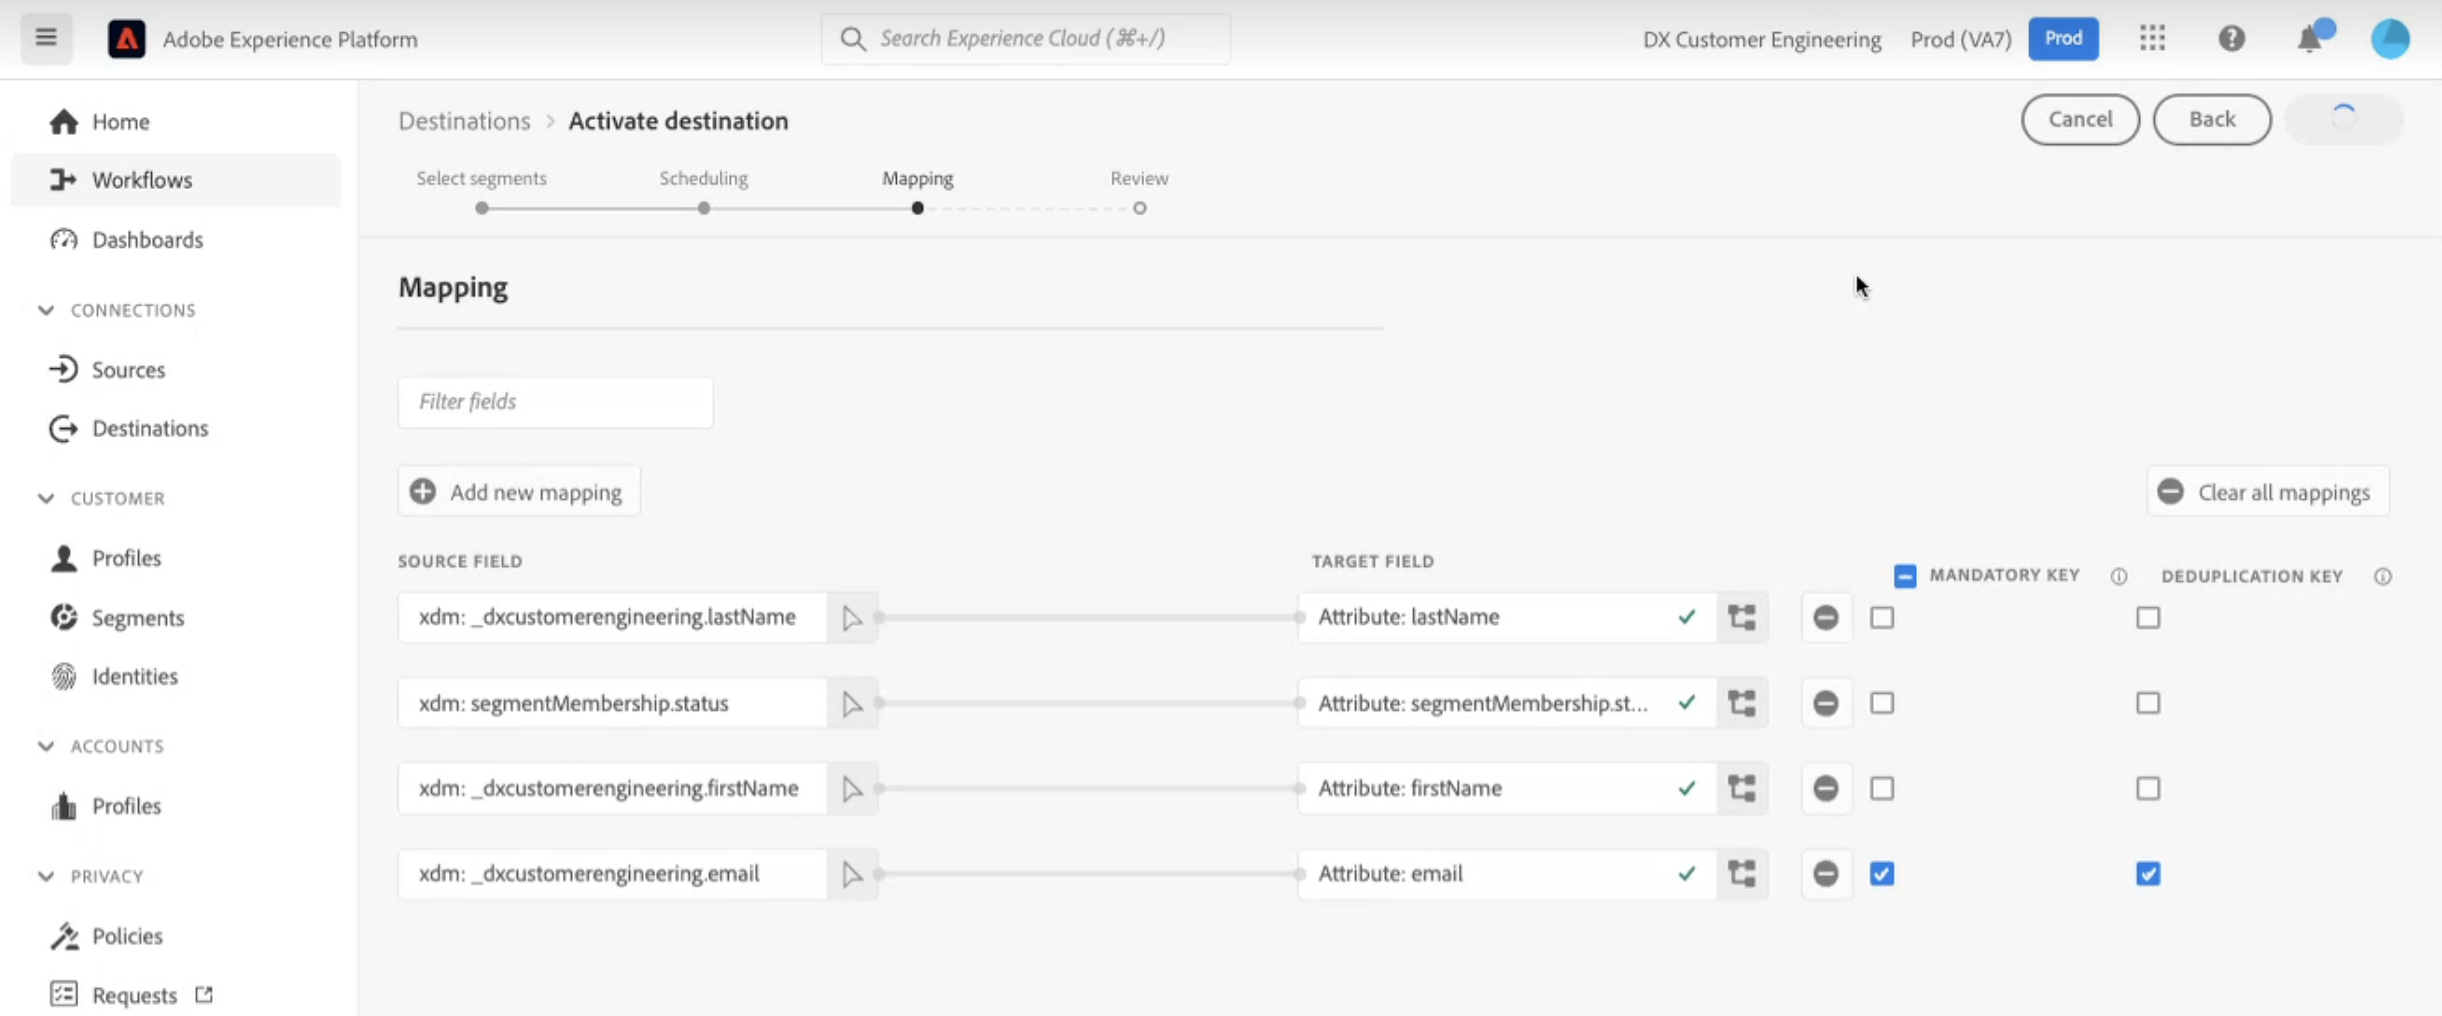 Adobe Experience Platform
Search Experience Cloud (⌘+/)
DX Customer Engineering
Prod (VA7)
Prod
Home
Workflows
Dashboards
CONNECTIONS
Sources
Destinations
CUSTOMER
Profiles
Segments
Identities
ACCOUNTS
Profiles
PRIVACY
Policies
Requests
Destinations > Activate destination
Cancel
Back
Select segments
Scheduling
Mapping
Review
Mapping
Filter fields
Add new mapping
Clear all mappings
SOURCE FIELD
TARGET FIELD
MANDATORY KEY
DEDUPLICATION KEY
xdm: _dxcustomerengineering.lastName
Attribute: lastName
xdm: segmentMembership.status
Attribute: segmentMembership.st...
xdm: _dxcustomerengineering.firstName
Attribute: firstName
xdm: _dxcustomerengineering.email
Attribute: email